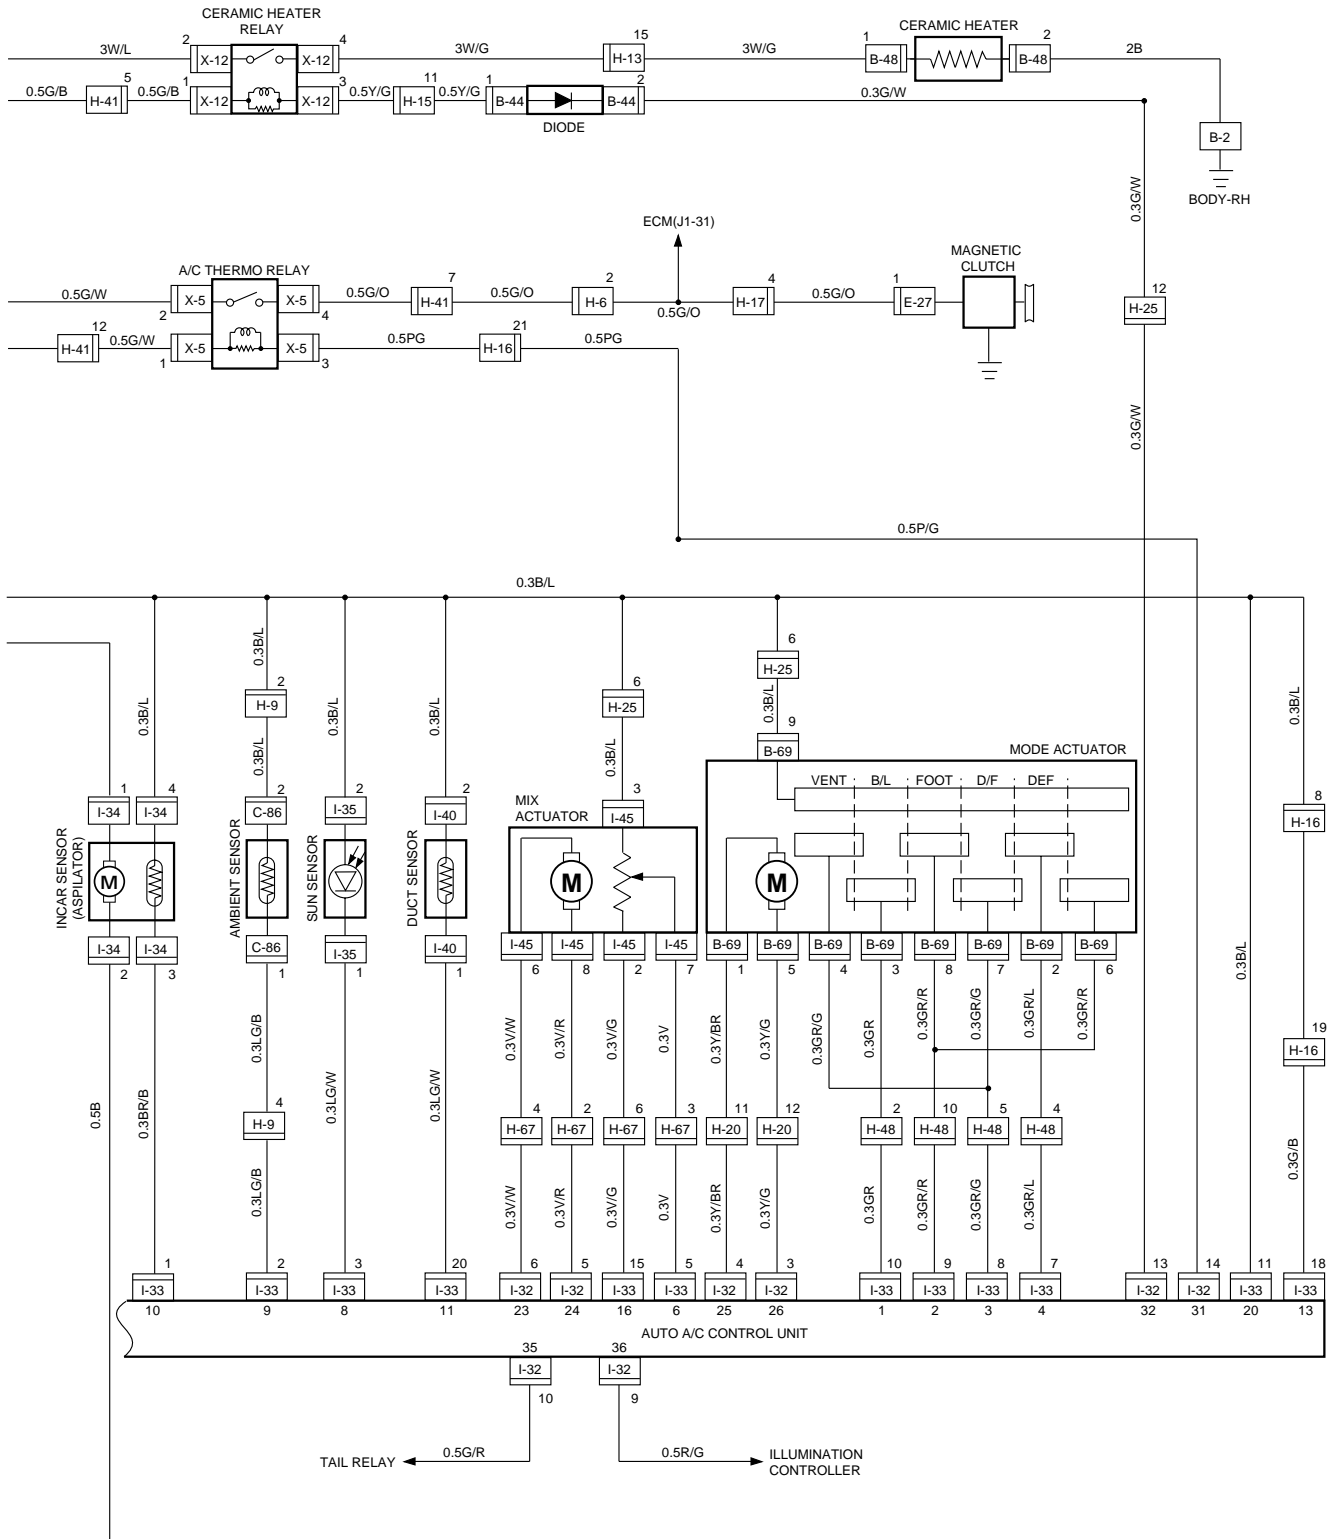 CERAMIC HEATER
RELAY
CERAMIC HEATER
2 4 15 1 2
3W/L X-12 X-12 3W/G H-13 3W/G B-48 B-48 2B
5 1 3 11 1 2
0.5G/B H-41 0.5G/B X-12 X-12 0.5Y/G H-15 0.5Y/G B-44 B-44 0.3G/W
DIODE
B-2
BODY-RH
0.3G/W
ECM(J1-31)
A/C THERMO RELAY
MAGNETIC
CLUTCH
7 2 4 1 12
0.5G/W X-5 X-5 0.5G/O H-41 0.5G/O H-6 0.5G/O H-17 0.5G/O E-27 H-25
2 4
12 21
H-41 0.5G/W X-5 X-5 0.5PG H-16 0.5PG
1 3
0.3G/W
0.5P/G
0.3B/L
0.3B/L 6
2 H-25
H-9 6
H-25
0.3B/L 0.3B/L 0.3B/L 0.3B/L 0.3B/L
0.3B/L 0.3B/L 9
B-69
MODE ACTUATOR
VENT B/L FOOT D/F DEF
1 4 2 2 2 3 8
I-34 I-34 C-86 I-35 I-40 I-45 H-16
MIX
ACTUATOR
INCAR SENSOR
(ASPILATOR)
AMBIENT SENSOR
SUN SENSOR
DUCT SENSOR
M M M
I-34 I-34 C-86 I-35 I-40 I-45 I-45 I-45 I-45 B-69 B-69 B-69 B-69 B-69 B-69 B-69 B-69
2 3 1 1 1 6 8 2 7 1 5 4 3 8 7 2 6
0.3B/L
0.3LG/B 0.3V/W 0.3V/R 0.3V/G 0.3V 0.3Y/BR 0.3Y/G 0.3GR/G 0.3GR 0.3GR/R 0.3GR/G 0.3GR/L 0.3GR/R
19
H-16
0.5B 0.3BR/B 0.3LG/W 0.3LG/W
4 4 2 6 3 11 12 2 10 5 4
H-9 H-67 H-67 H-67 H-67 H-20 H-20 H-48 H-48 H-48 H-48
0.3LG/B 0.3V/W 0.3V/R 0.3V/G 0.3V 0.3Y/BR 0.3Y/G 0.3GR 0.3GR/R 0.3GR/G 0.3GR/L 0.3G/B
1 2 3 20 6 5 15 5 4 3 10 9 8 7 13 14 11 18
I-33 I-33 I-33 I-33 I-32 I-32 I-33 I-33 I-32 I-32 I-33 I-33 I-33 I-33 I-32 I-32 I-33 I-33
10 9 8 11 23 24 16 6 25 26 1 2 3 4 32 31 20 13
AUTO A/C CONTROL UNIT
35 36
I-32 I-32
10 9
TAIL RELAY 0.5G/R 0.5R/G ILLUMINATION
CONTROLLER